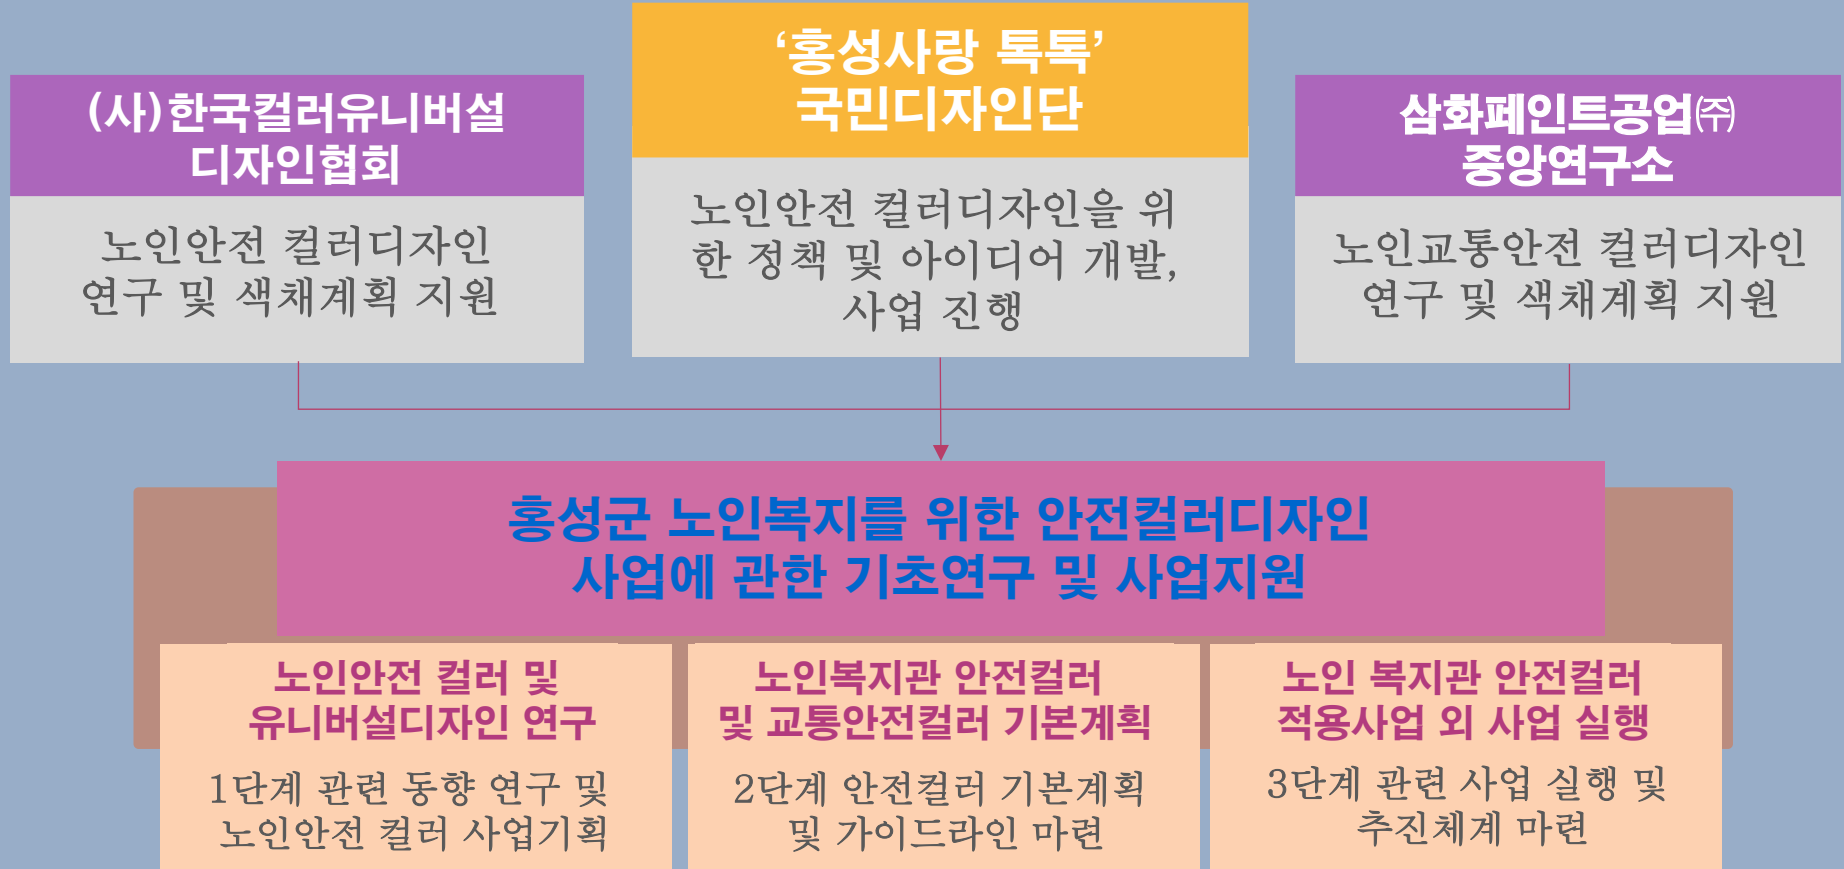 (사)한국컬러유니버설
디자인협회
노인안전 컬러디자인
연구 및 색채계획 지원
‘홍성사랑 톡톡’
국민디자인단
노인안전 컬러디자인을 위
한 정책 및 아이디어 개발,
사업 진행
삼화페인트공업㈜
중앙연구소
노인교통안전 컬러디자인
연구 및 색채계획 지원
홍성군 노인복지를 위한 안전컬러디자인
사업에 관한 기초연구 및 사업지원
노인안전 컬러 및
유니버설디자인 연구
1단계 관련 동향 연구 및
노인안전 컬러 사업기획
노인복지관 안전컬러
및 교통안전컬러 기본계획
2단계 안전컬러 기본계획
및 가이드라인 마련
노인 복지관 안전컬러
적용사업 외 사업 실행
3단계 관련 사업 실행 및
추진체계 마련